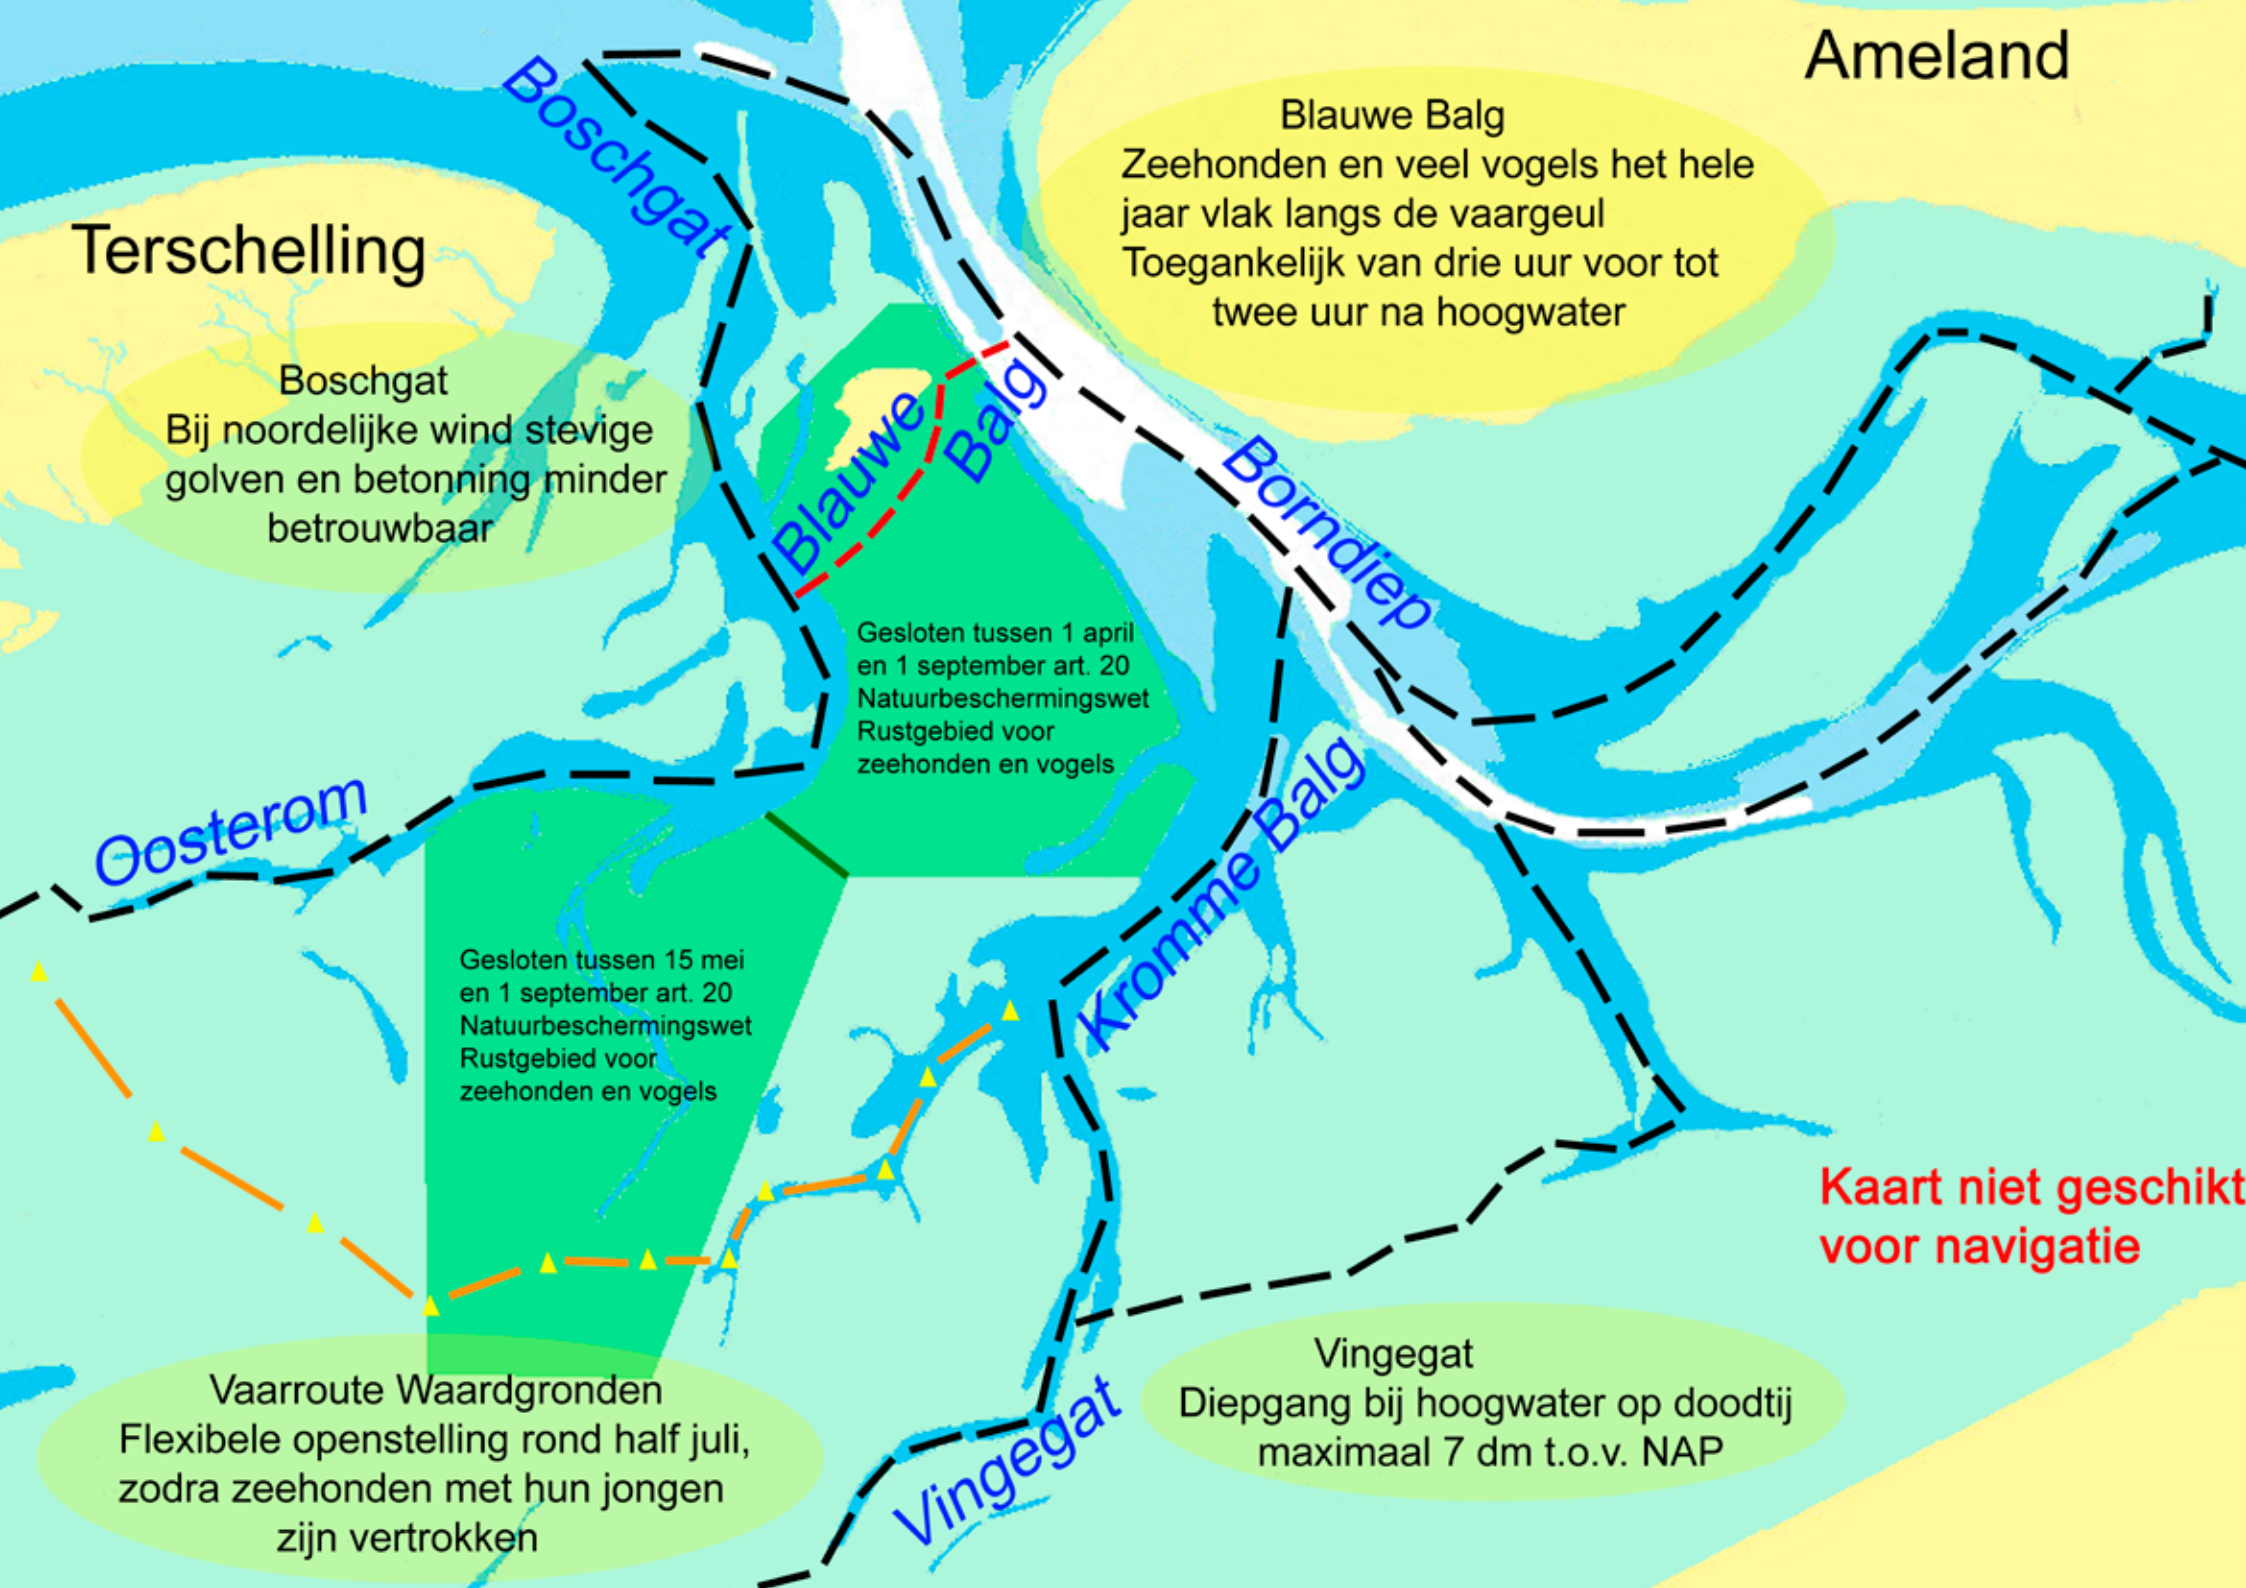 Ameland
Boschgat
Blauwe Balg
Zeehonden en veel vogels het hele
jaar vlak langs de vaargeul
Toegankelijk van drie uur voor tot
twee uur na hoogwater
Terschelling
Boschgat
Bij noordelijke wind stevige
golven en betonning minder
betrouwbaar
Blauwe
Balg
Borndiep
Gesloten tussen 1 april
en 1 september art. 20
Natuurbeschermingswet
Rustgebied voor
zeehonden en vogels
Oosterom
Kromme Balg
Gesloten tussen 15 mei
en 1 september art. 20
Natuurbeschermingswet
Rustgebied voor
zeehonden en vogels
Kaart niet geschikt
voor navigatie
Vingegat
Diepgang bij hoogwater op doodtij
maximaal 7 dm t.o.v. NAP
Vaarroute Waardgronden
Flexibele openstelling rond half juli,
zodra zeehonden met hun jongen
zijn vertrokken
Vingegat